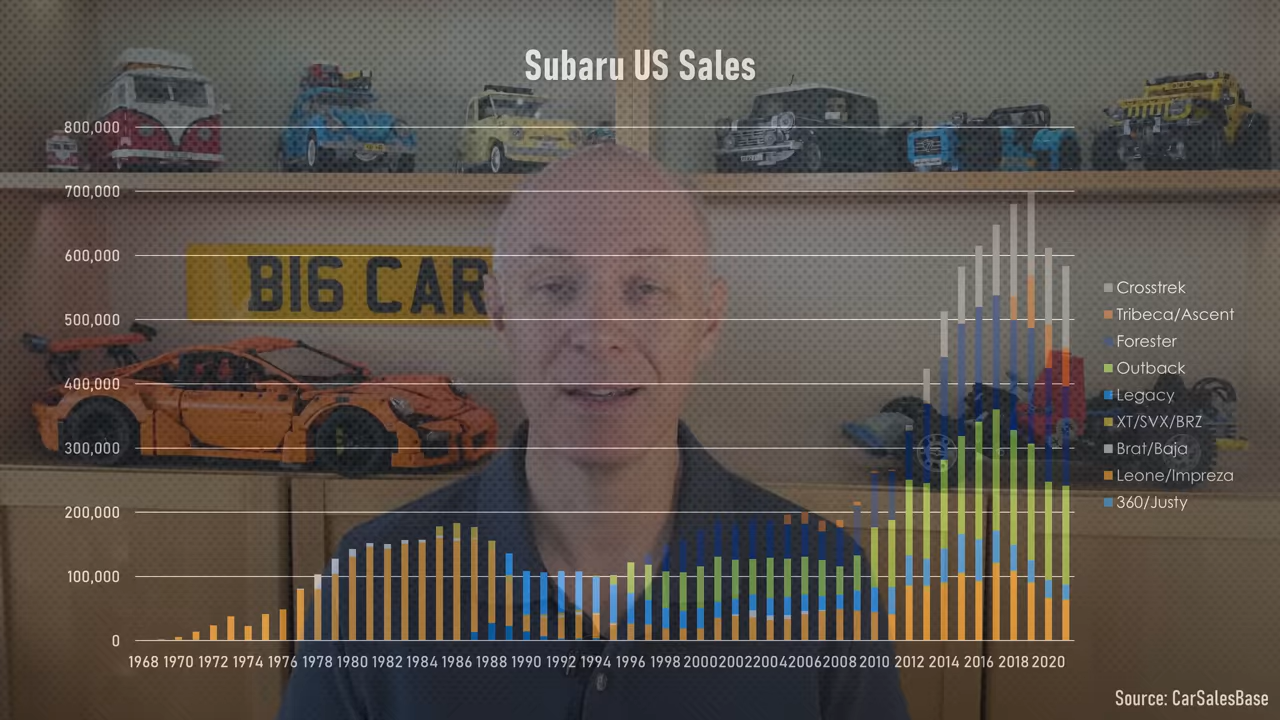 Subaru US Sales
800,000
700,000
600,000
500,000
400,000
300,000
200,000
100,000
0
B16 CAR
Crosstrek
Tribeca/Ascent
Forester
Outback
Legacy
XT/SVX/BRZ
Brat/Baja
Leone/Impreza
360/Justy
1968 1970 1972 1974 1976 1978 1980 1982 1984 1986 1988 1990 1992 1994 1996 1998 2000 2002 2004 2006 2008 2010 2012 2014 2016 2018 2020
Source: CarSalesBase